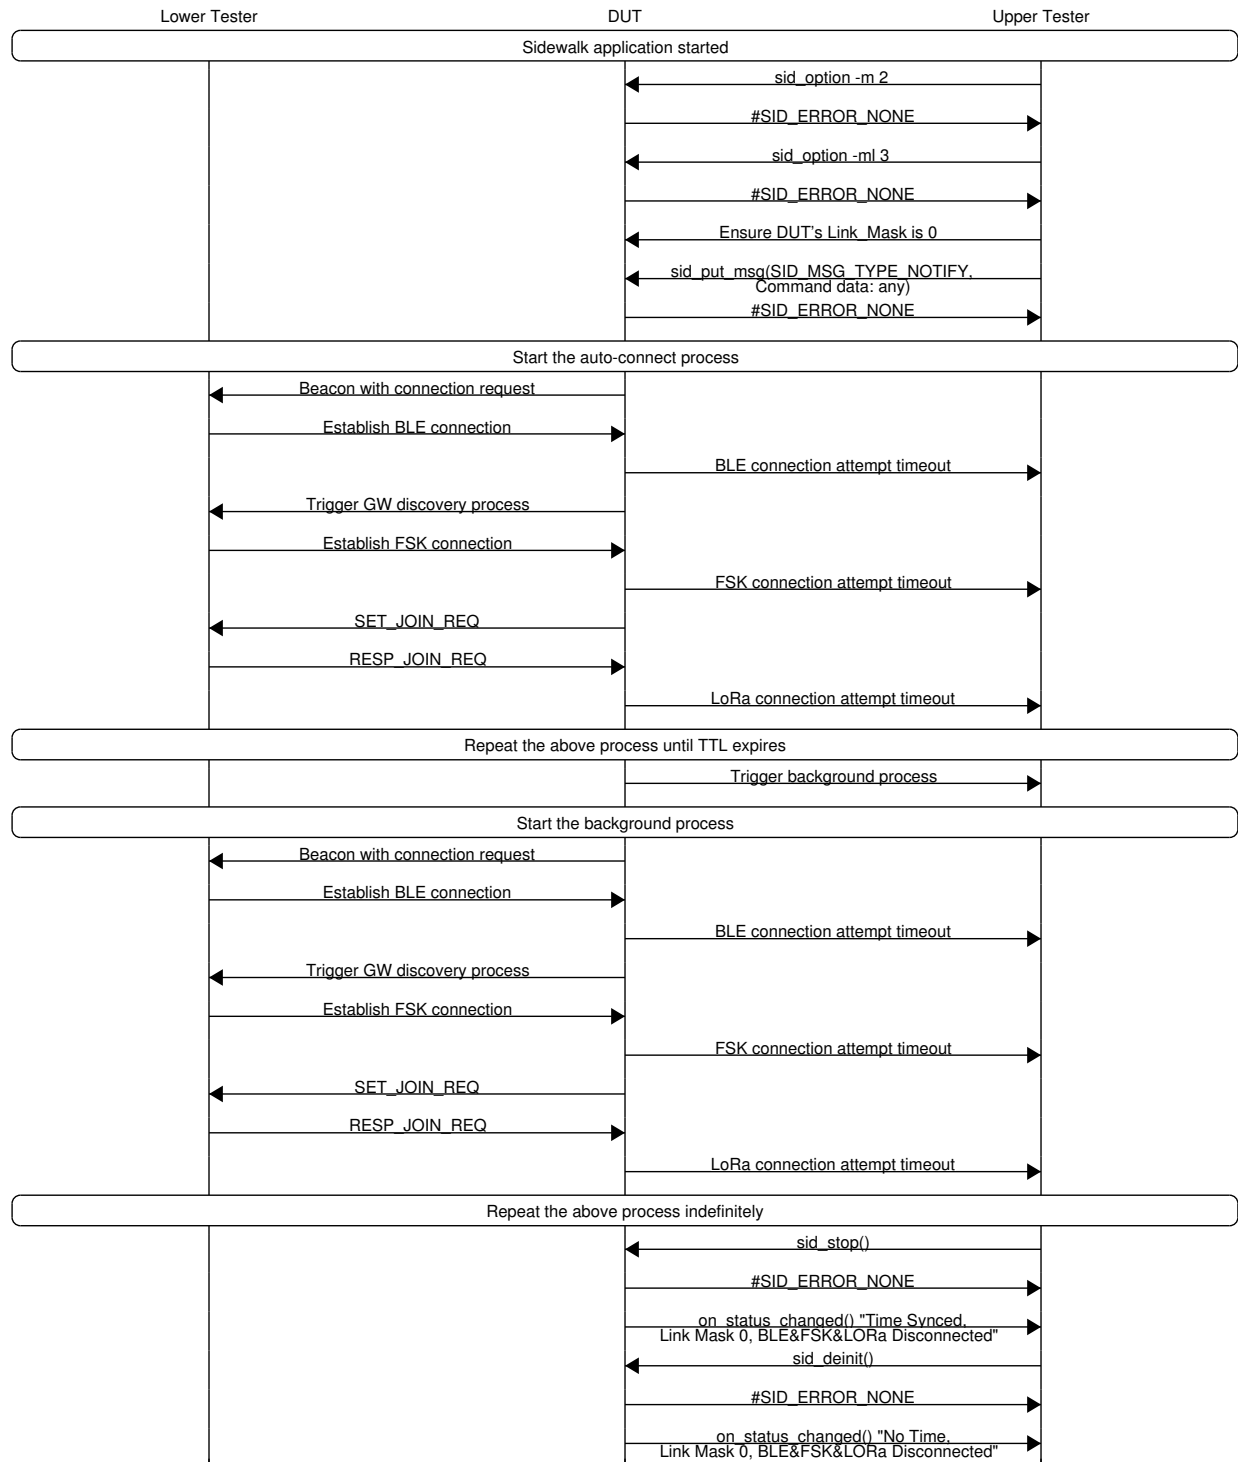 Lower Tester DUT Upper Tester
Sidewalk application started
sid_option -m 2
#SID_ERROR_NONE
sid_option -ml 3
#SID_ERROR_NONE
Ensure DUT's Link_Mask is 0
sid_put_msg(SID_MSG_TYPE_NOTIFY,
Command data: any)
#SID_ERROR_NONE
Start the auto-connect process
Beacon with connection request
Establish BLE connection
BLE connection attempt timeout
Trigger GW discovery process
Establish FSK connection
FSK connection attempt timeout
SET_JOIN_REQ
RESP_JOIN_REQ
LoRa connection attempt timeout
Repeat the above process until TTL expires
Trigger background process
Start the background process
Beacon with connection request
Establish BLE connection
BLE connection attempt timeout
Trigger GW discovery process
Establish FSK connection
FSK connection attempt timeout
SET_JOIN_REQ
RESP_JOIN_REQ
LoRa connection attempt timeout
Repeat the above process indefinitely
sid_stop()
#SID_ERROR_NONE
on_status_changed() "Time Synced,
Link Mask 0, BLE&FSK&LORa Disconnected"
sid_deinit()
#SID_ERROR_NONE
on_status_changed() "No Time,
Link Mask 0, BLE&FSK&LORa Disconnected"